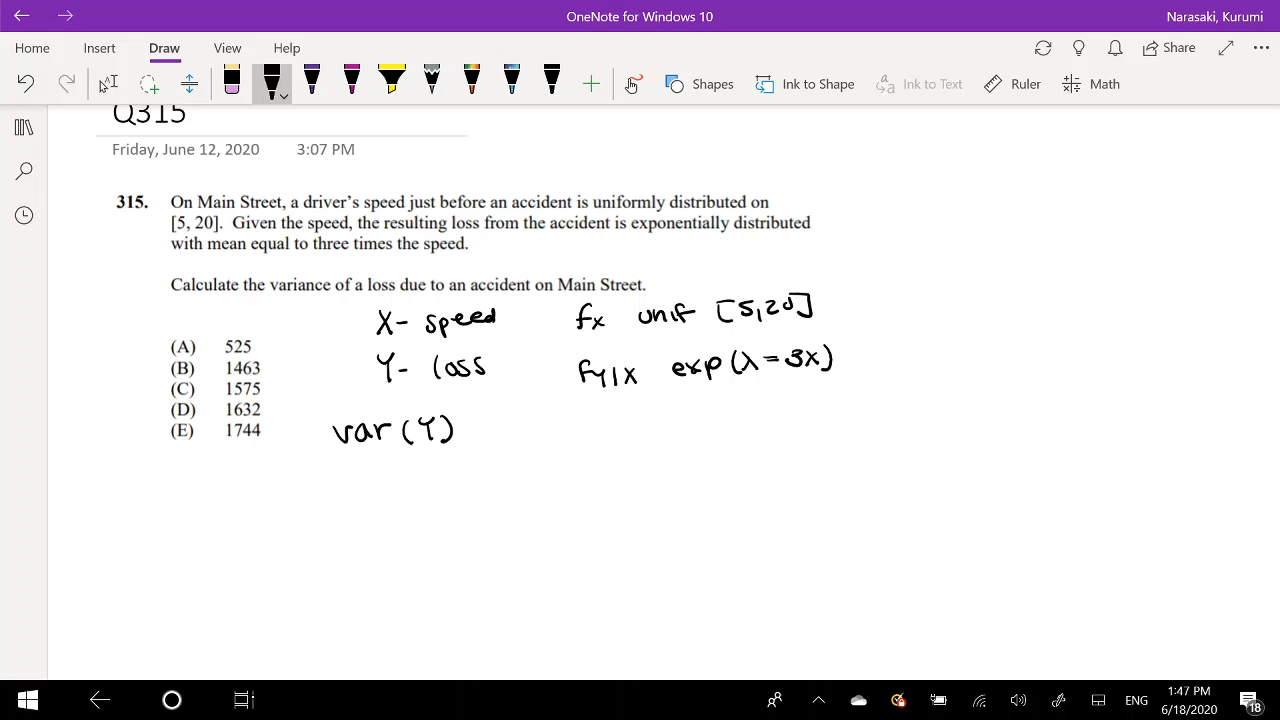 OneNote for Windows 10
Narasaki, Kurumi
Home Insert Draw View Help
Share
Shapes Ink to Shape Ink to Text Ruler Math
Q315
Friday, June 12, 2020 3:07 PM
315. On Main Street, a driver's speed just before an accident is uniformly distributed on
[5, 20]. Given the speed, the resulting loss from the accident is exponentially distributed
with mean equal to three times the speed.
Calculate the variance of a loss due to an accident on Main Street.
X- speed fx unif [5,20]
(A) 525
(B) 1463
Y- loss fY|X exp(λ=3X)
(C) 1575
(D) 1632
(E) 1744
var(Y)
ENG
1:47 PM
6/18/2020
18